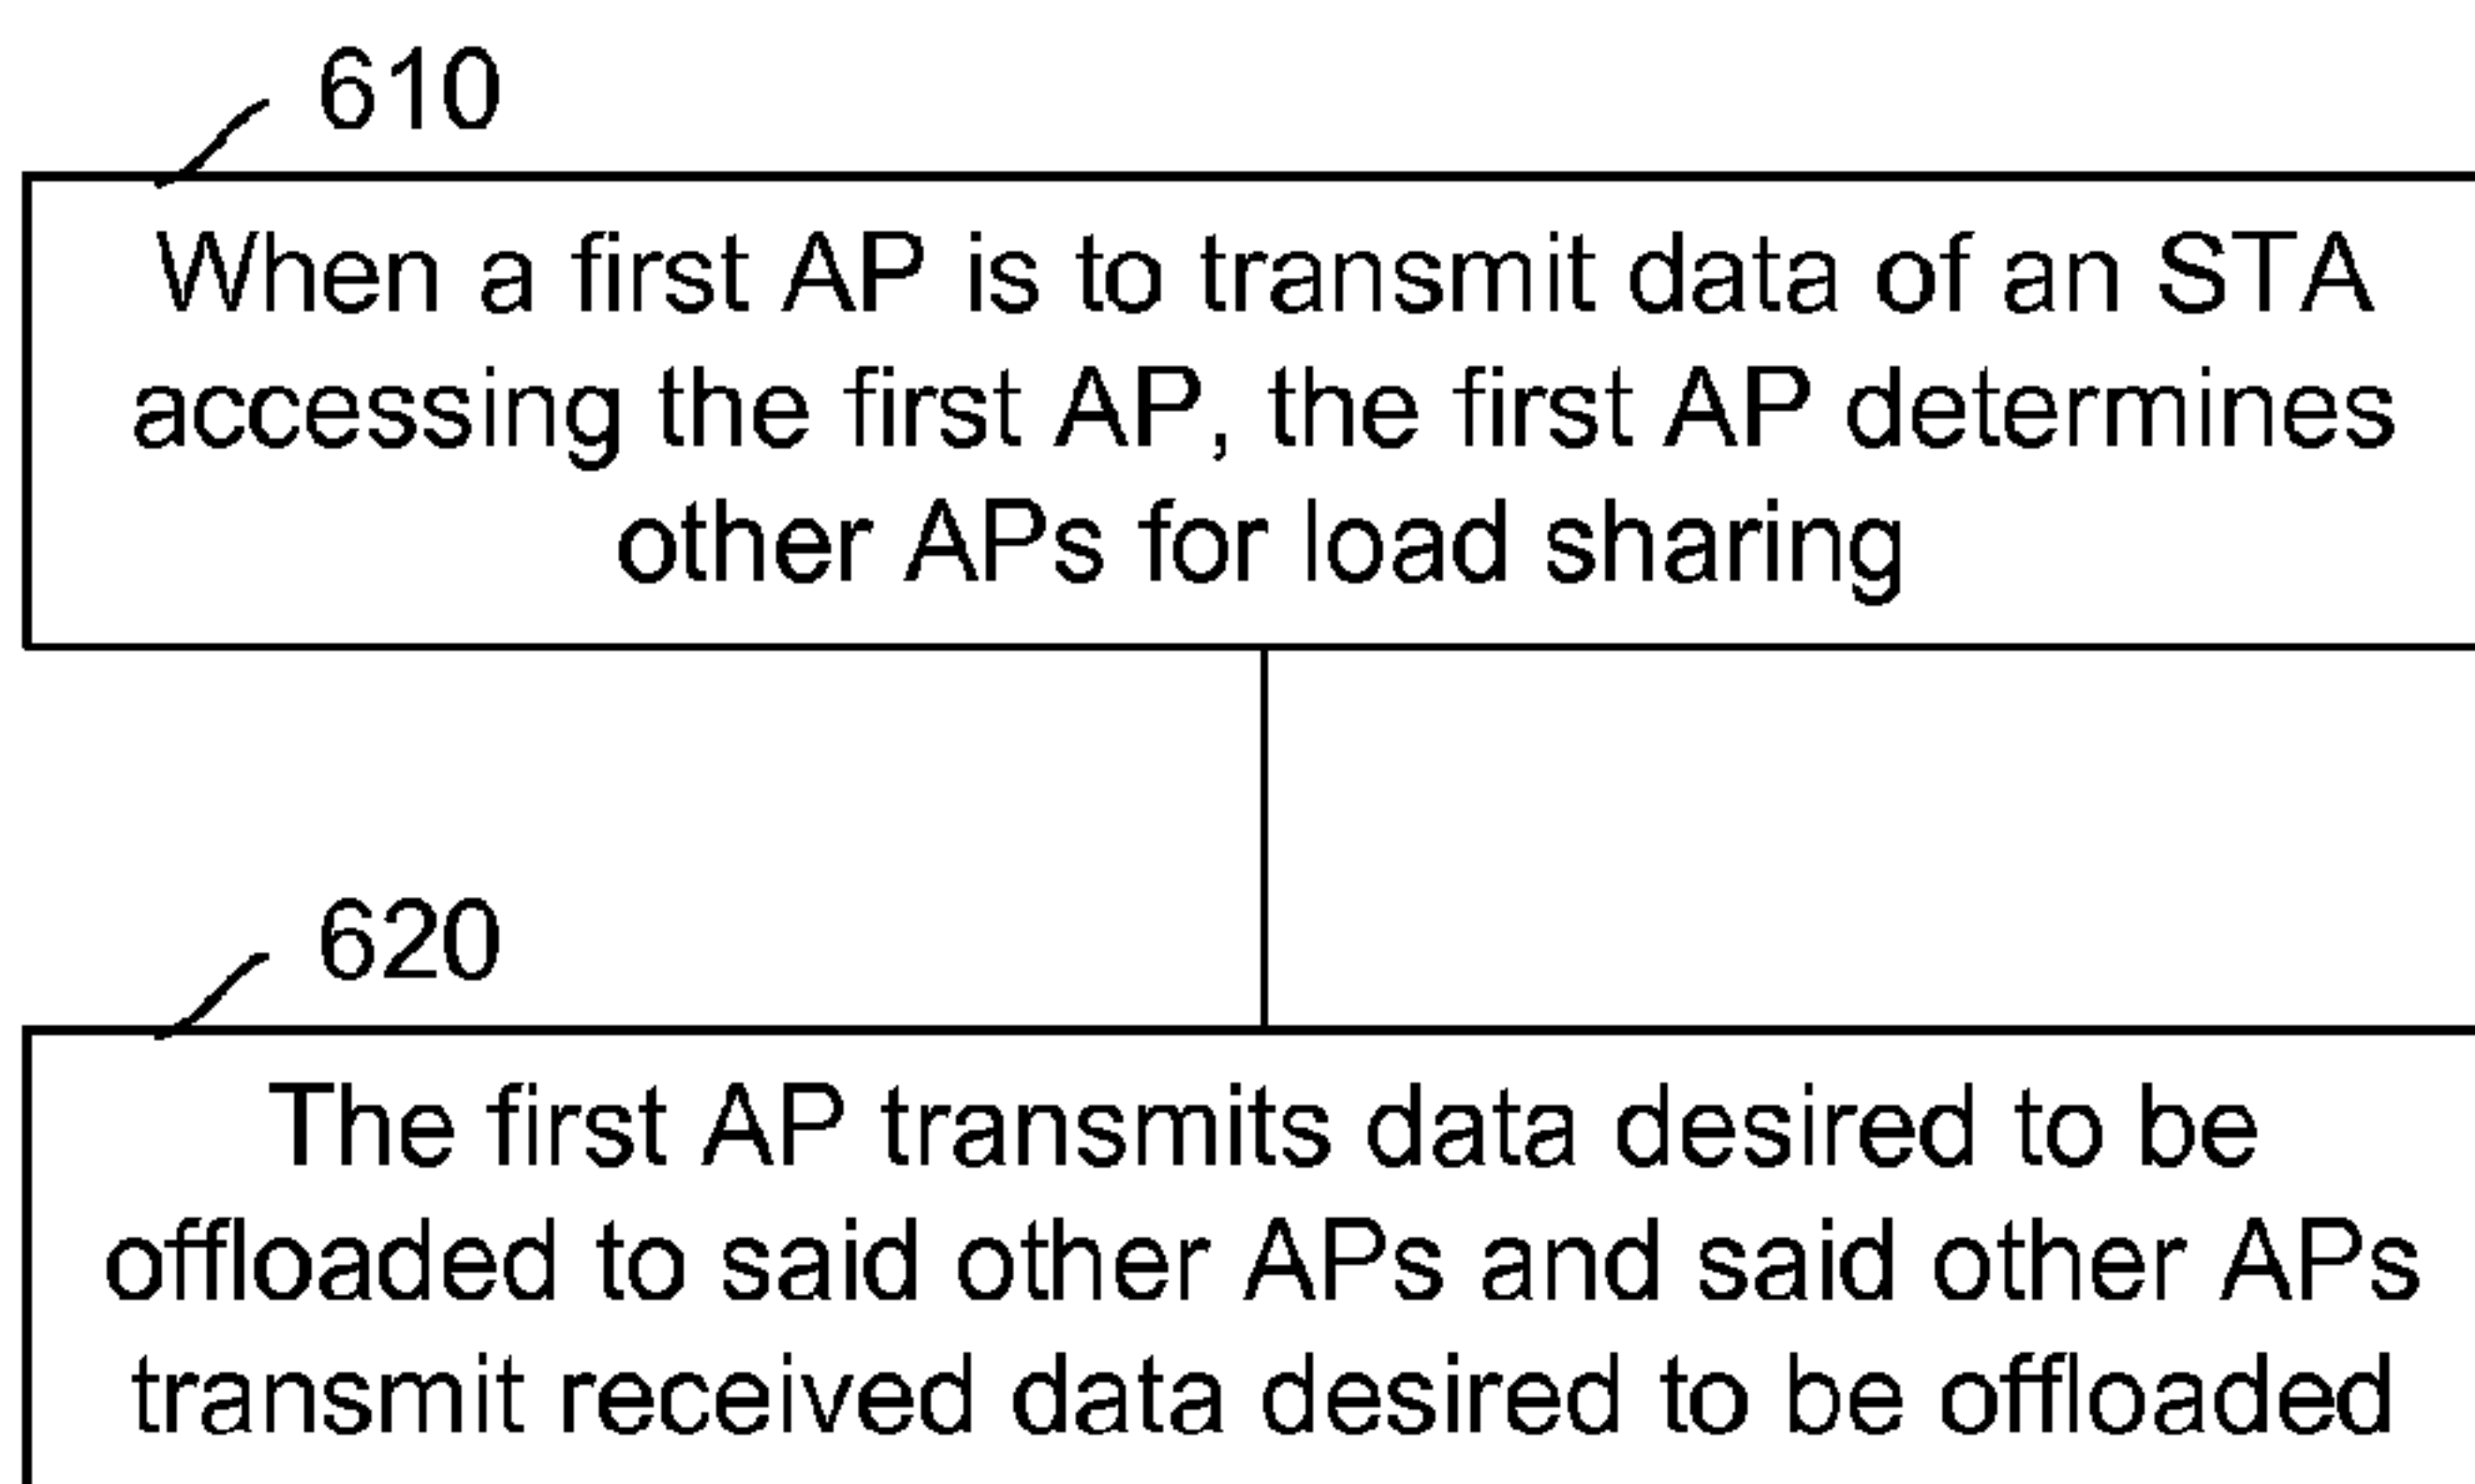 610
When a first AP is to transmit data of an STA
accessing the first AP, the first AP determines
other APs for load sharing
620
The first AP transmits data desired to be
offloaded to said other APs and said other APs
transmit received data desired to be offloaded